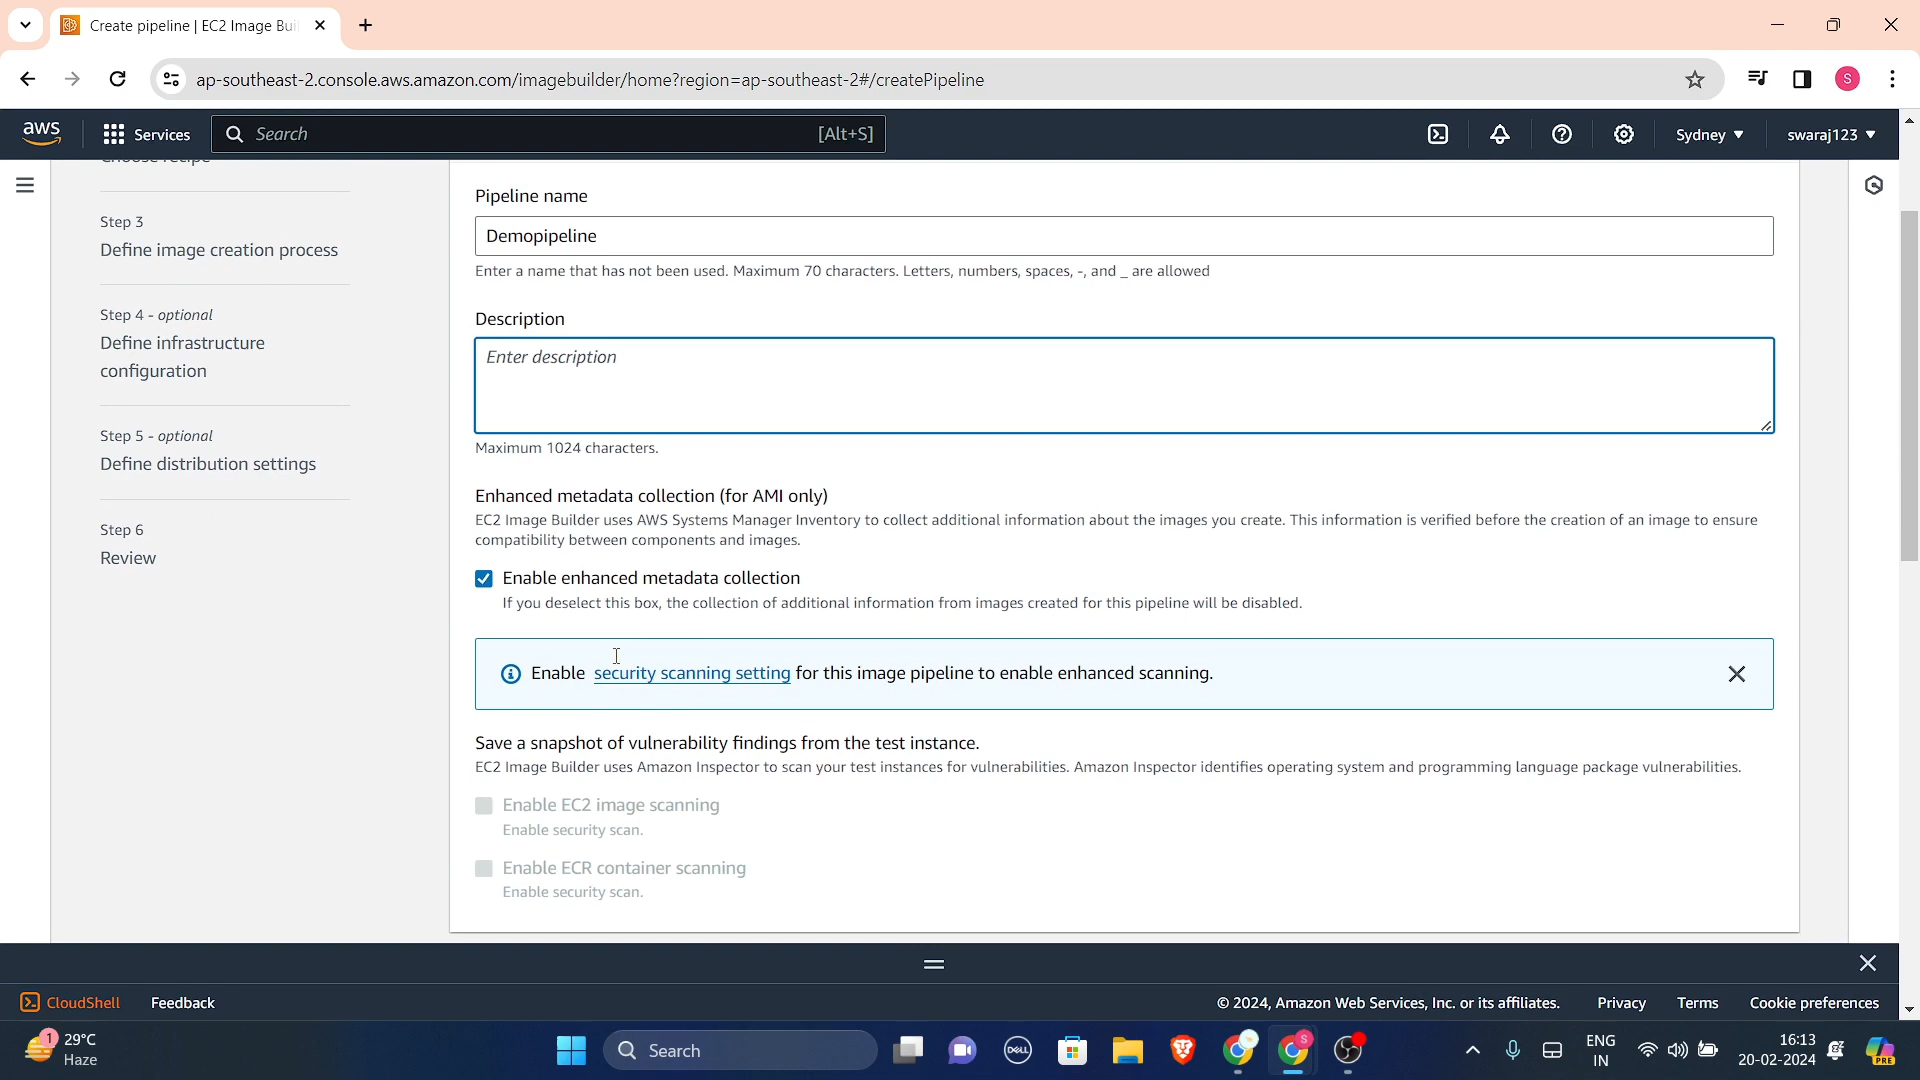 Create pipeline | EC2 Image Bui
ap-southeast-2.console.aws.amazon.com/imagebuilder/home?region=ap-southeast-2#/createPipeline
S
aws
Services
Search
[Alt+S]
Sydney
swaraj123
Choose recipe
Step 3
Define image creation process
Step 4 - optional
Define infrastructure
configuration
Step 5 - optional
Define distribution settings
Step 6
Review
Pipeline name
Demopipeline
Enter a name that has not been used. Maximum 70 characters. Letters, numbers, spaces, -, and _ are allowed
Description
Enter description
Maximum 1024 characters.
Enhanced metadata collection (for AMI only)
EC2 Image Builder uses AWS Systems Manager Inventory to collect additional information about the images you create. This information is verified before the creation of an image to ensure
compatibility between components and images.
Enable enhanced metadata collection
If you deselect this box, the collection of additional information from images created for this pipeline will be disabled.
Enable security scanning setting for this image pipeline to enable enhanced scanning.
Save a snapshot of vulnerability findings from the test instance.
EC2 Image Builder uses Amazon Inspector to scan your test instances for vulnerabilities. Amazon Inspector identifies operating system and programming language package vulnerabilities.
Enable EC2 image scanning
Enable security scan.
Enable ECR container scanning
Enable security scan.
CloudShell
Feedback
© 2024, Amazon Web Services, Inc. or its affiliates.
Privacy
Terms
Cookie preferences
1
29°C
Haze
Search
DELL
S
ENG
IN
16:13
20-02-2024
PRE